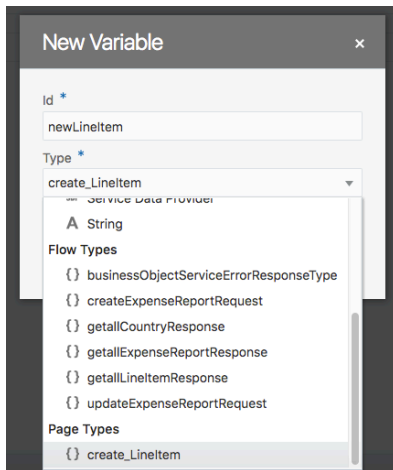 New Variable
×
Id *
newLineItem
Type *
create_LineItem
Service Data Provider
A String
Flow Types
{} businessObjectServiceErrorResponseType
{} createExpenseReportRequest
{} getallCountryResponse
{} getallExpenseReportResponse
{} getallLineItemResponse
{} updateExpenseReportRequest
Page Types
{} create_LineItem